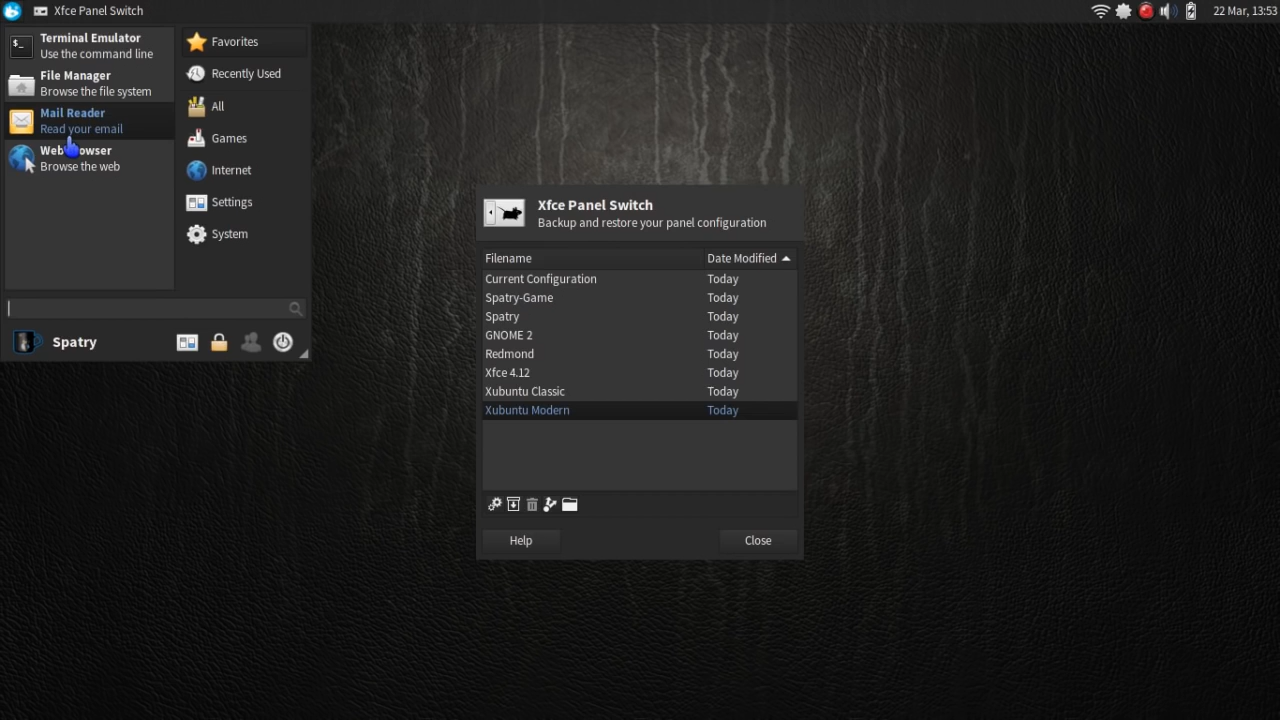 Xfce Panel Switch
22 Mar, 13:53
Terminal Emulator
Use the command line
File Manager
Browse the file system
Mail Reader
Read your email
Web Browser
Browse the web
Favorites
Recently Used
All
Games
Internet
Settings
System
Spatry
Xfce Panel Switch
Backup and restore your panel configuration
Filename Date Modified
Current Configuration Today
Spatry-Game Today
Spatry Today
GNOME 2 Today
Redmond Today
Xfce 4.12 Today
Xubuntu Classic Today
Xubuntu Modern Today
Help Close